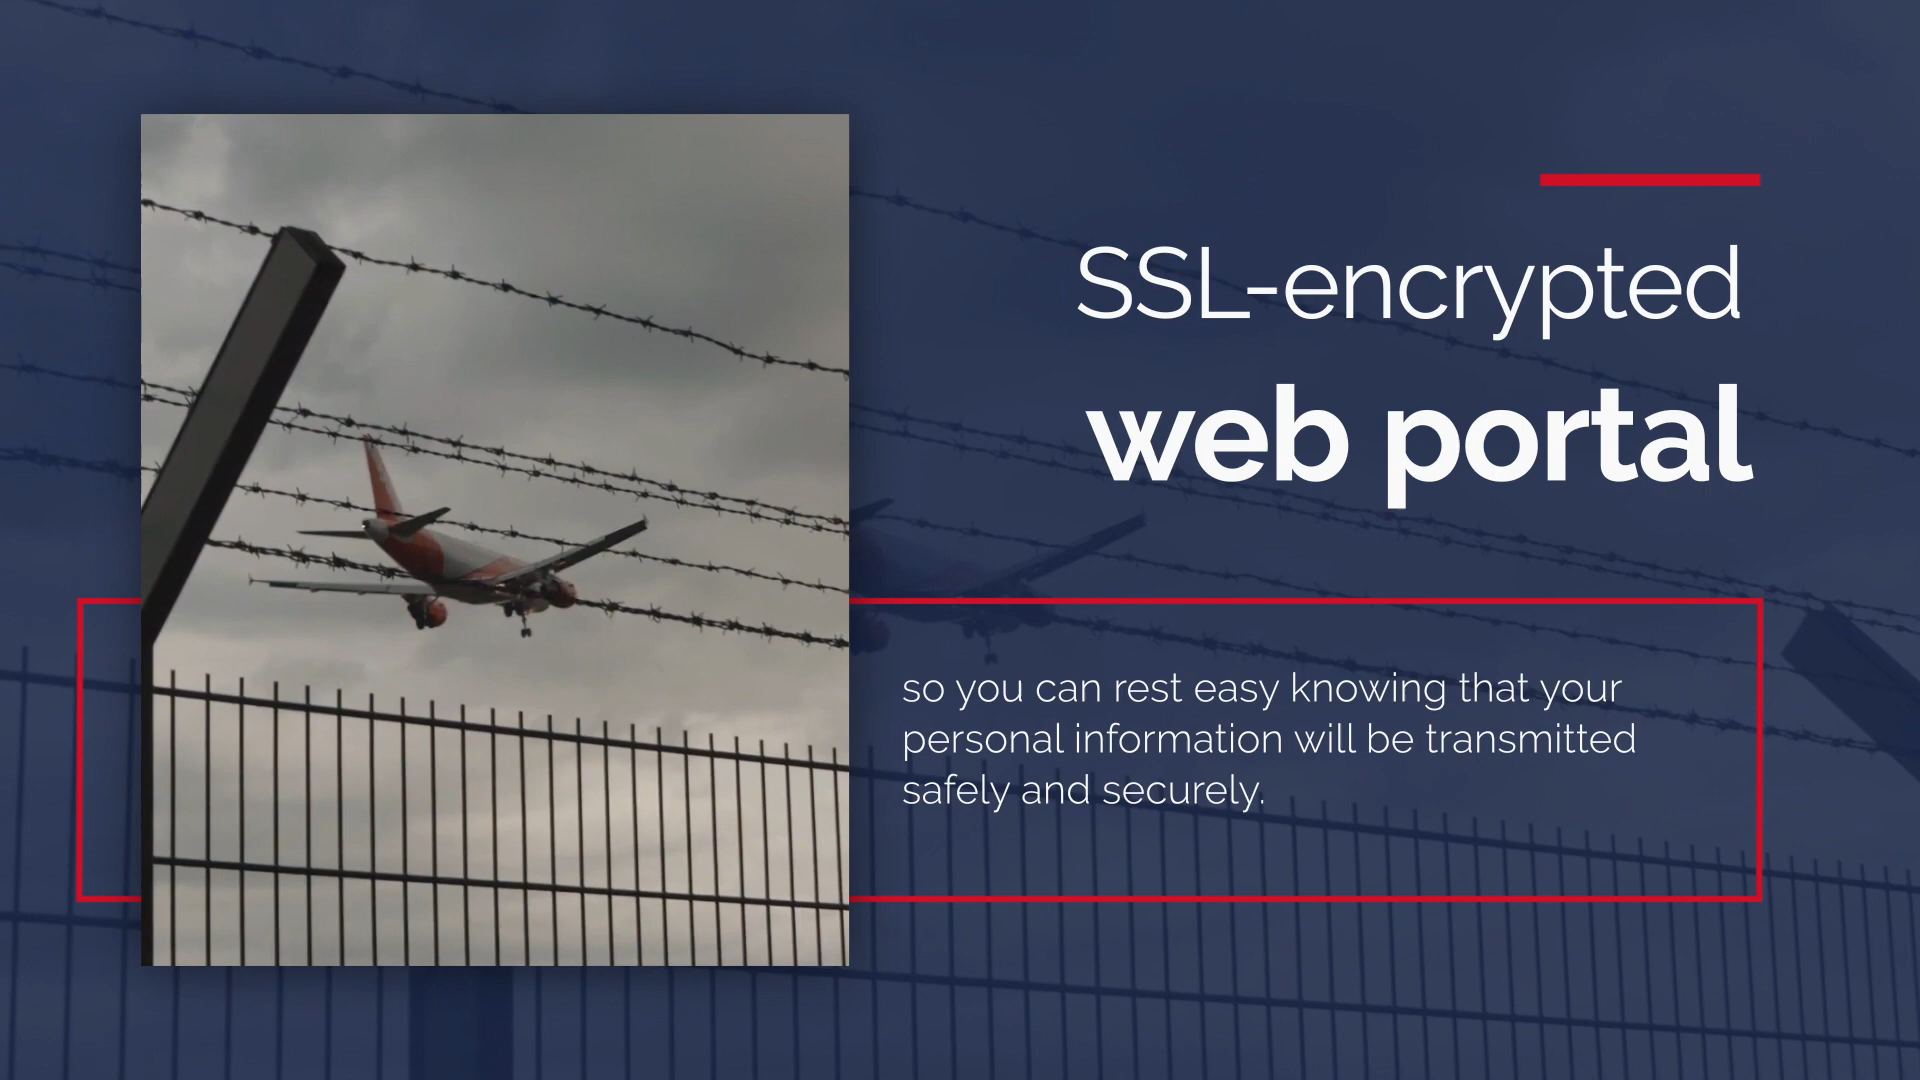 SSL-encrypted
web portal
so you can rest easy knowing that your
personal information will be transmitted
safely and securely.